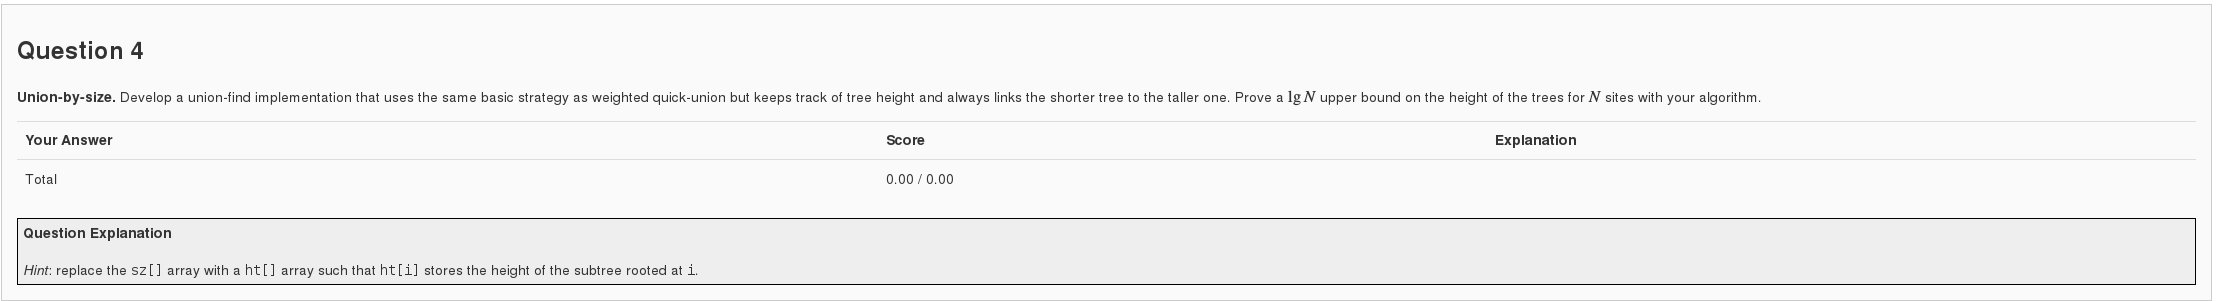 Question 4
Union-by-size. Develop a union-find implementation that uses the same basic strategy as weighted quick-union but keeps track of tree height and always links the shorter tree to the taller one. Prove a lg N upper bound on the height of the trees for N sites with your algorithm.
Your Answer Score Explanation
Total 0.00 / 0.00
Question Explanation
Hint: replace the sz[] array with a ht[] array such that ht[i] stores the height of the subtree rooted at i.